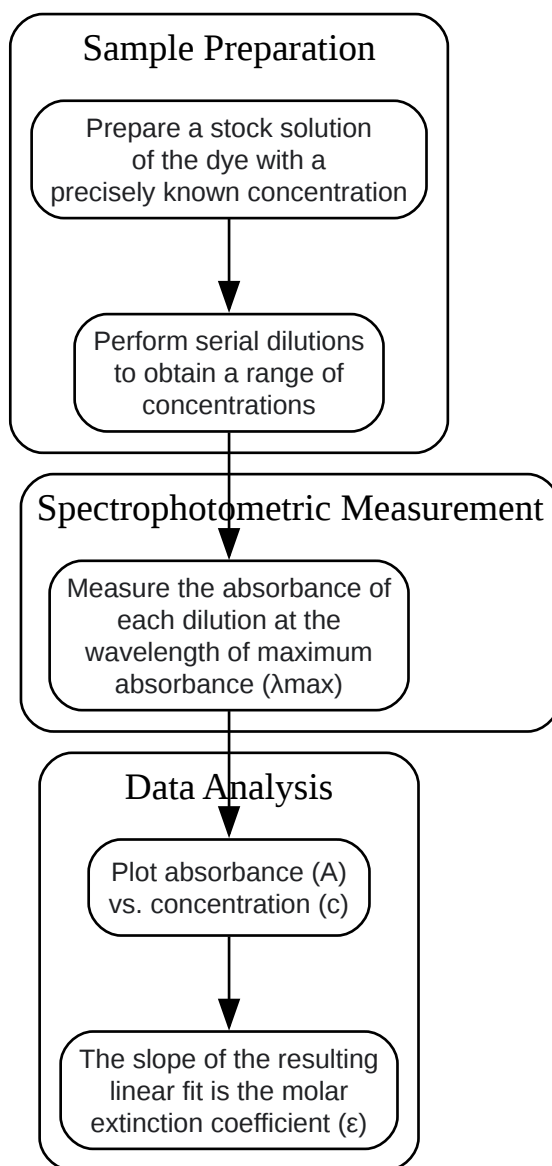 Sample Preparation
Prepare a stock solution
of the dye with a
precisely known concentration
Perform serial dilutions
to obtain a range of
concentrations
Spectrophotometric Measurement
Measure the absorbance of
each dilution at the
wavelength of maximum
absorbance (λmax)
Data Analysis
Plot absorbance (A)
vs. concentration (c)
The slope of the resulting
linear fit is the molar
extinction coefficient (ε)